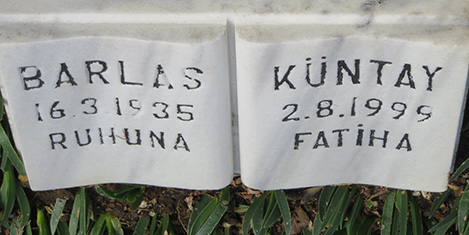 BARLAS
16.3.1935
RUHUNA
KÜNTAY
2.8.1999
FATİHA